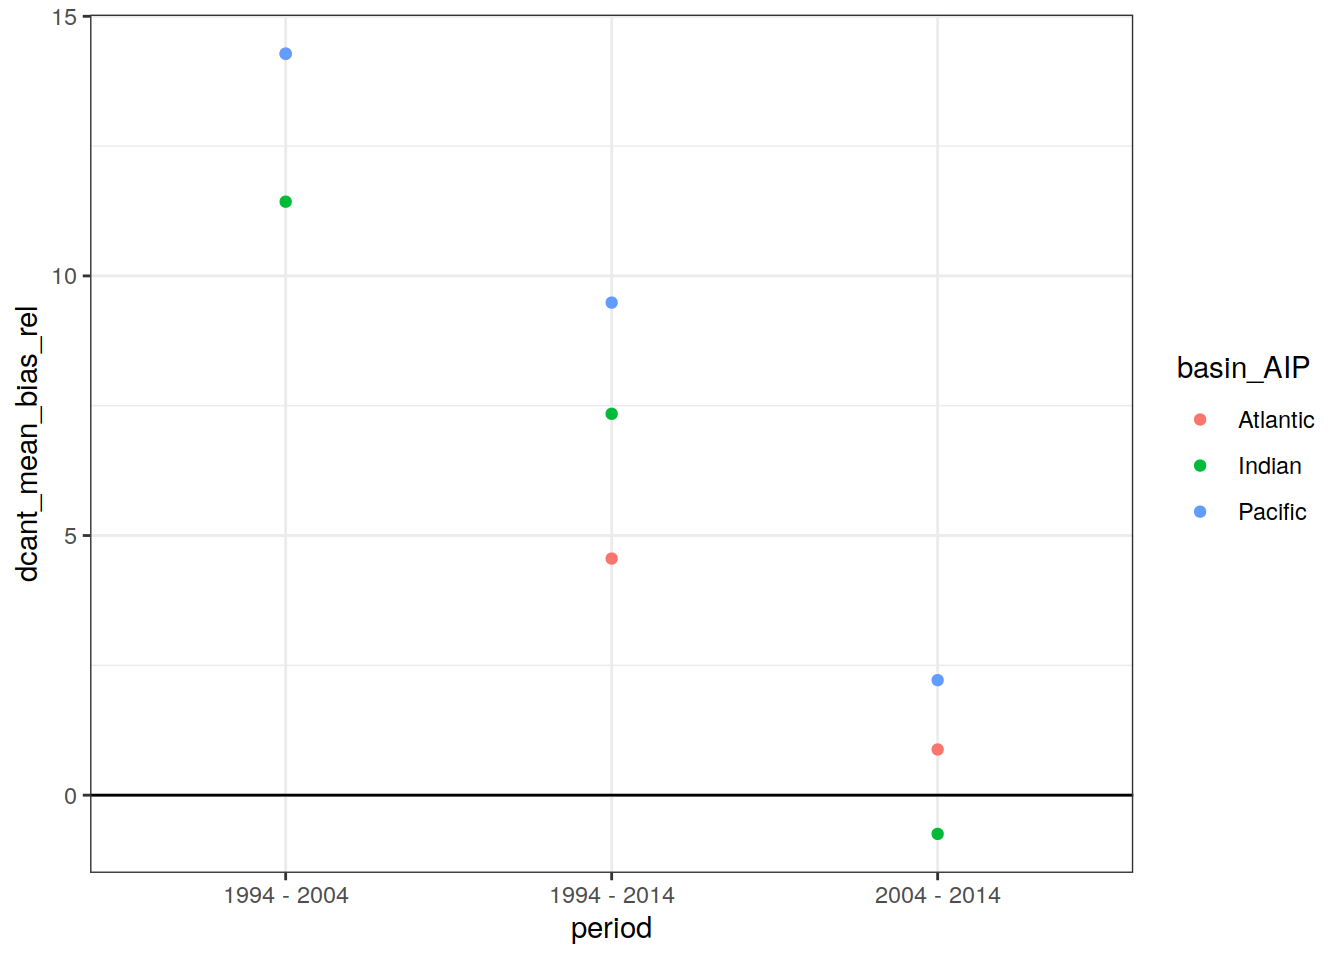 15
10
5
0
dcant_mean_bias_rel
1994 - 2004
1994 - 2014
2004 - 2014
period
basin_AIP
Atlantic
Indian
Pacific